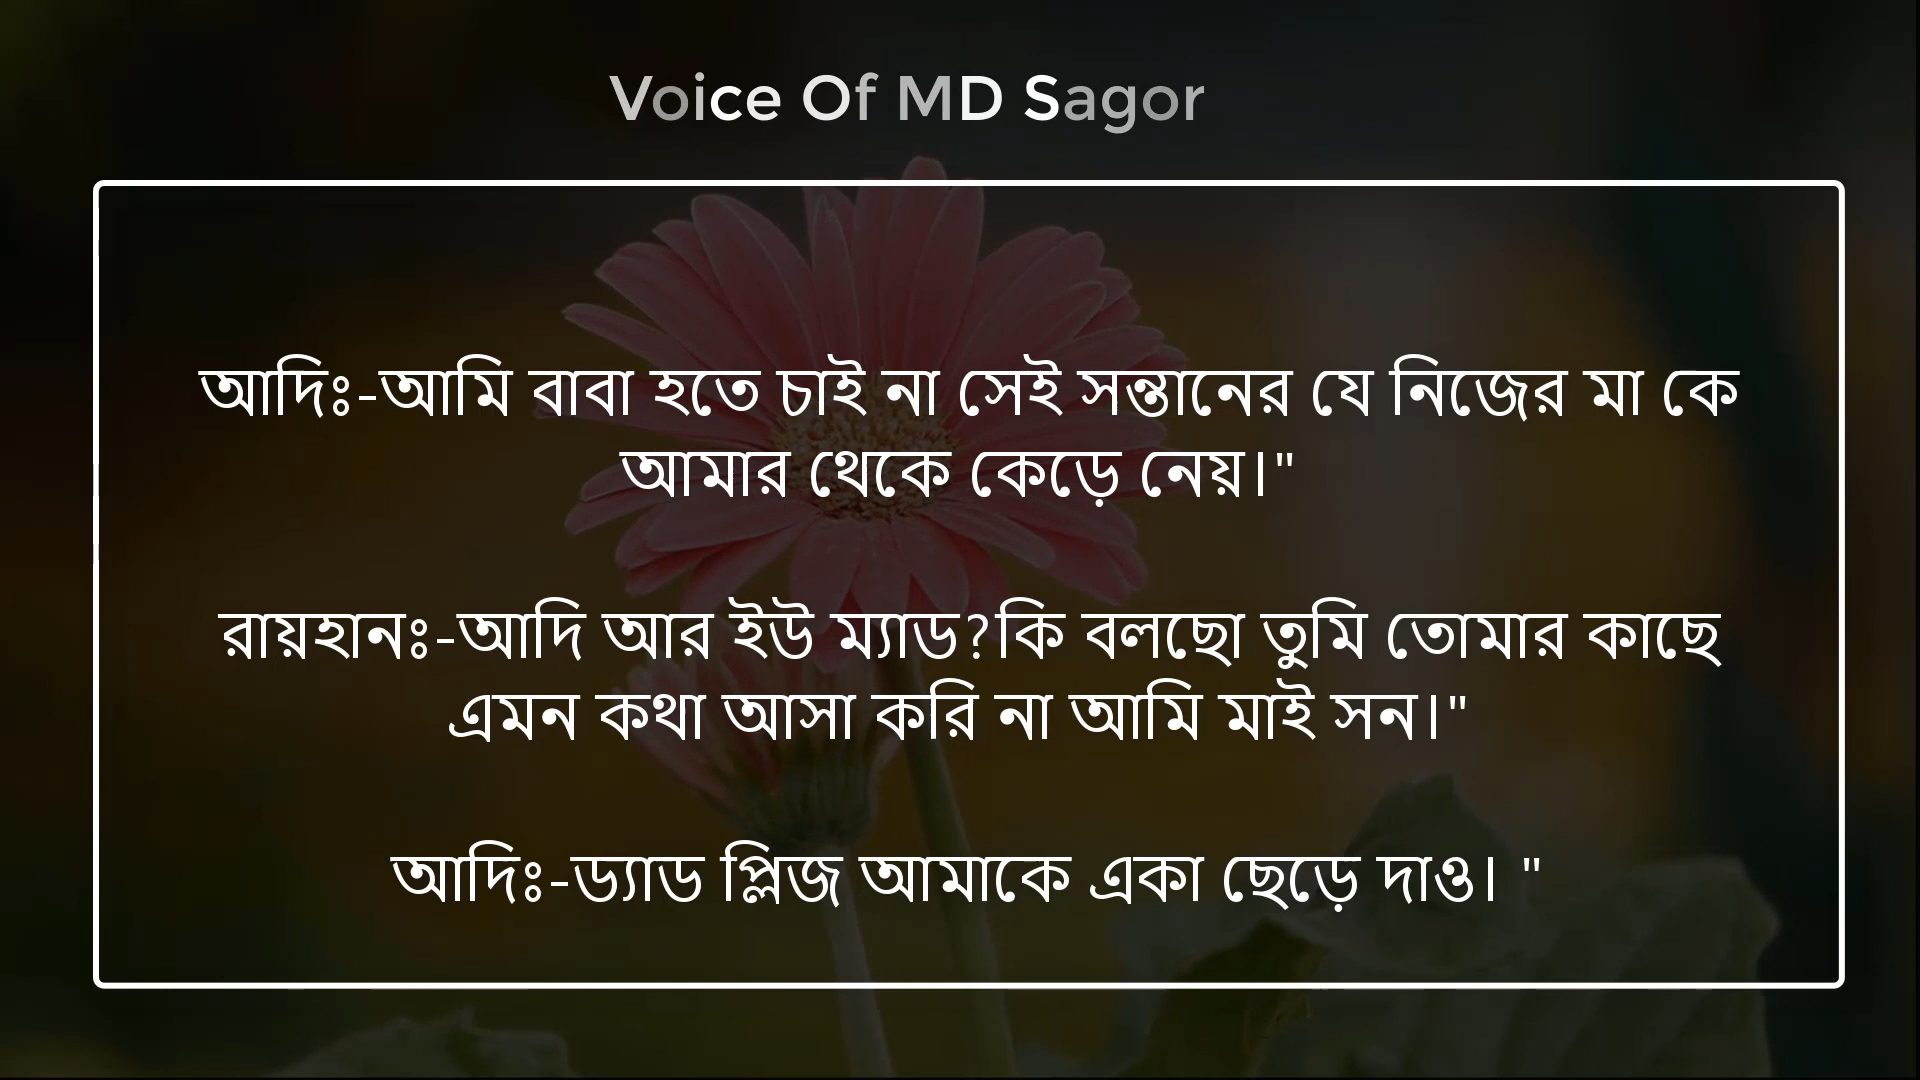 Voice Of MD Sagor
আদিঃ-আমি বাবা হতে চাই না সেই সন্তানের যে নিজের মা কে
আমার থেকে কেড়ে নেয়।"
রায়হানঃ-আদি আর ইউ ম্যাড?কি বলছো তুমি তোমার কাছে
এমন কথা আসা করি না আমি মাই সন।"
আদিঃ-ড্যাড প্লিজ আমাকে একা ছেড়ে দাও। "